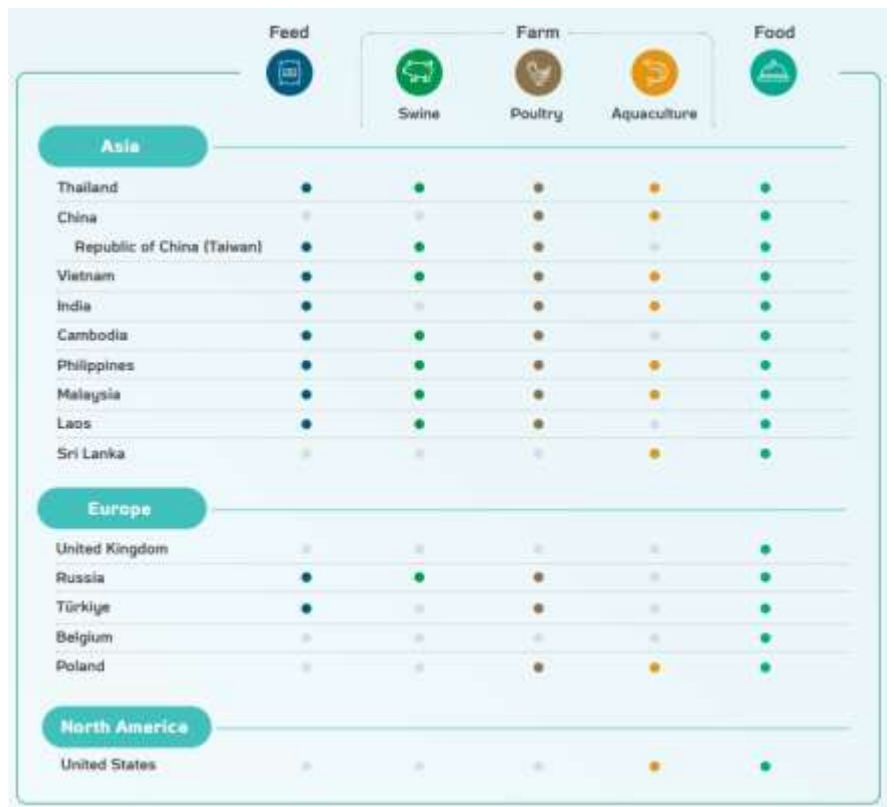 Feed Farm Food
Swine Poultry Aquaculture
Asia
Thailand
China
Republic of China (Taiwan)
Vietnam
India
Cambodia
Philippines
Malaysia
Laos
Sri Lanka
Europe
United Kingdom
Russia
Türkiye
Belgium
Poland
North America
United States